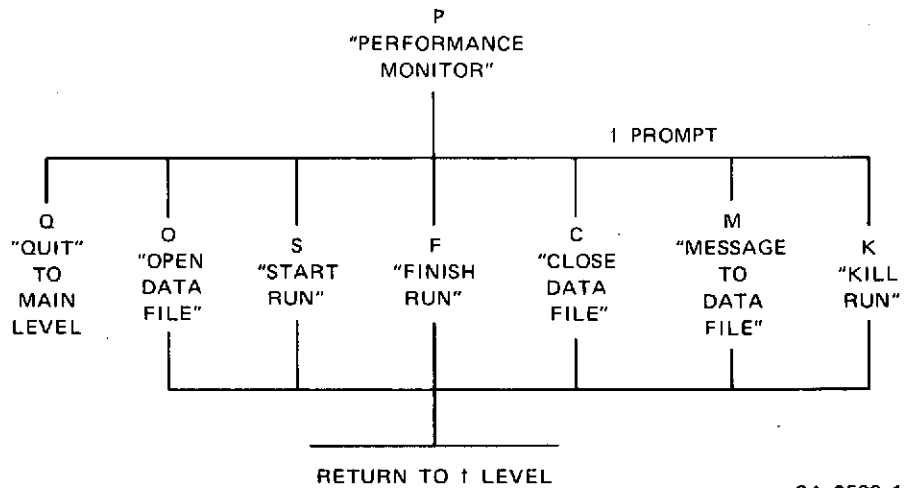 P
"PERFORMANCE
MONITOR"
↑ PROMPT
Q
"QUIT"
TO
MAIN
LEVEL
O
"OPEN
DATA
FILE"
S
"START
RUN"
F
"FINISH
RUN"
C
"CLOSE
DATA
FILE"
M
"MESSAGE
TO
DATA
FILE"
K
"KILL
RUN"
RETURN TO ↑ LEVEL